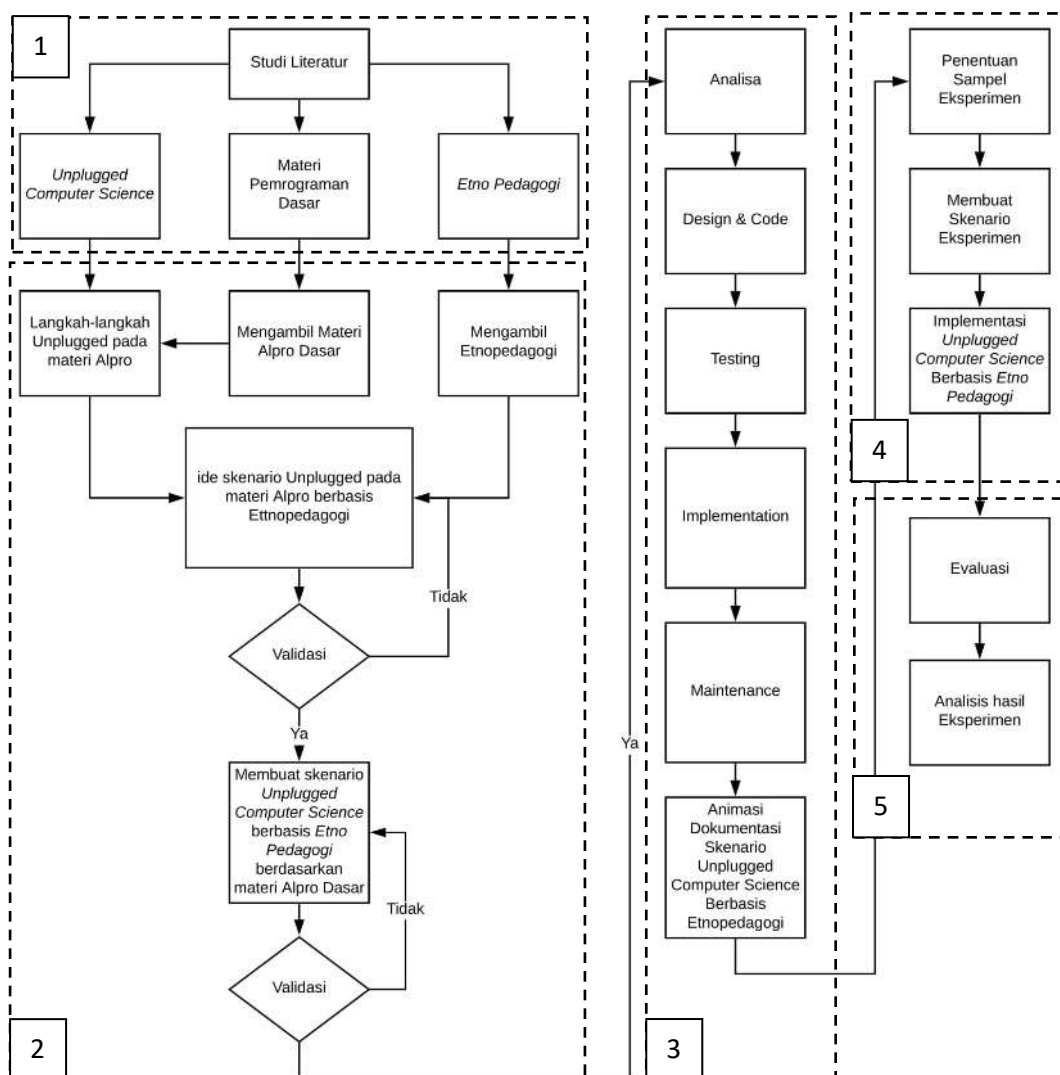 1
Studi Literatur
Unplugged
Computer Science
Materi
Pemrograman
Dasar
Etno Pedagogi
Langkah-langkah
Unplugged pada
materi Alpro
Mengambil Materi
Alpro Dasar
Mengambil
Etnopedagogi
ide skenario Unplugged pada
materi Alpro berbasis
Ettnopedagogi
Tidak
Validasi
Ya
Membuat skenario
Unplugged
Computer Science
berbasis Etno
Pedagogi
berdasarkan
materi Alpro Dasar
Tidak
Validasi
2
Ya
Analisa
Design & Code
Testing
Implementation
Maintenance
Animasi
Dokumentasi
Skenario
Unplugged
Computer Science
Berbasis
Etnopedagogi
3
Penentuan
Sampel
Eksperimen
Membuat
Skenario
Eksperimen
Implementasi
Unplugged
Computer Science
Berbasis Etno
Pedagogi
4
Evaluasi
Analisis hasil
Eksperimen
5